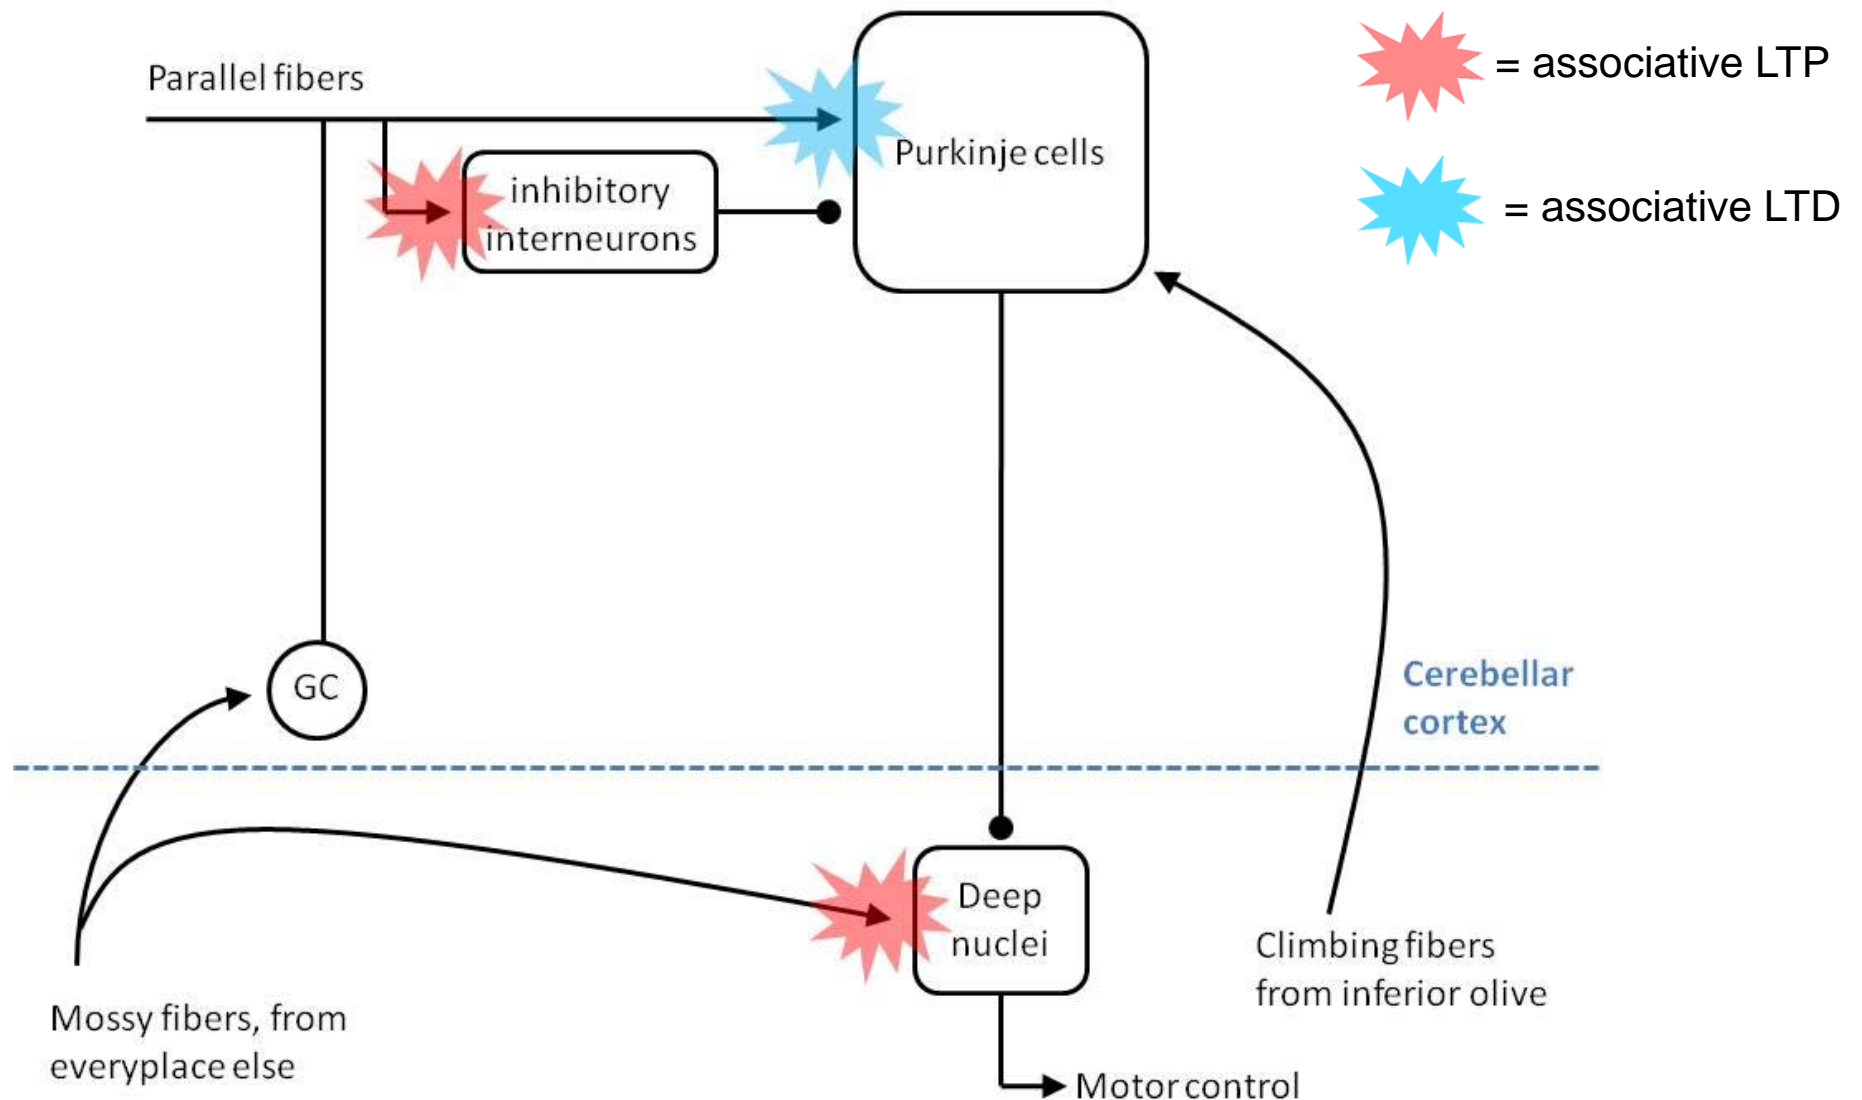 Parallel fibers
= associative LTP
Purkinje cells
inhibitory
interneurons
= associative LTD
GC
Cerebellar
cortex
Deep
nuclei
Climbing fibers
from inferior olive
Mossy fibers, from
everyplace else
Motor control